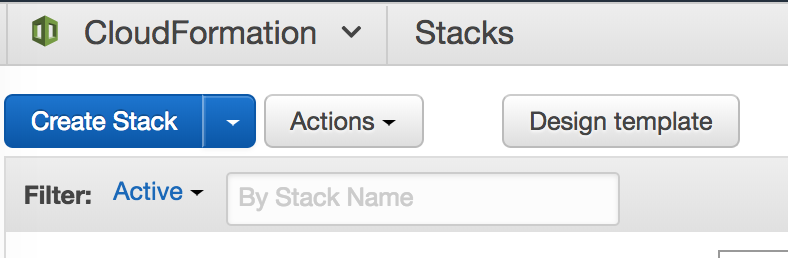 CloudFormation Stacks
Create Stack Actions Design template
Filter: Active By Stack Name